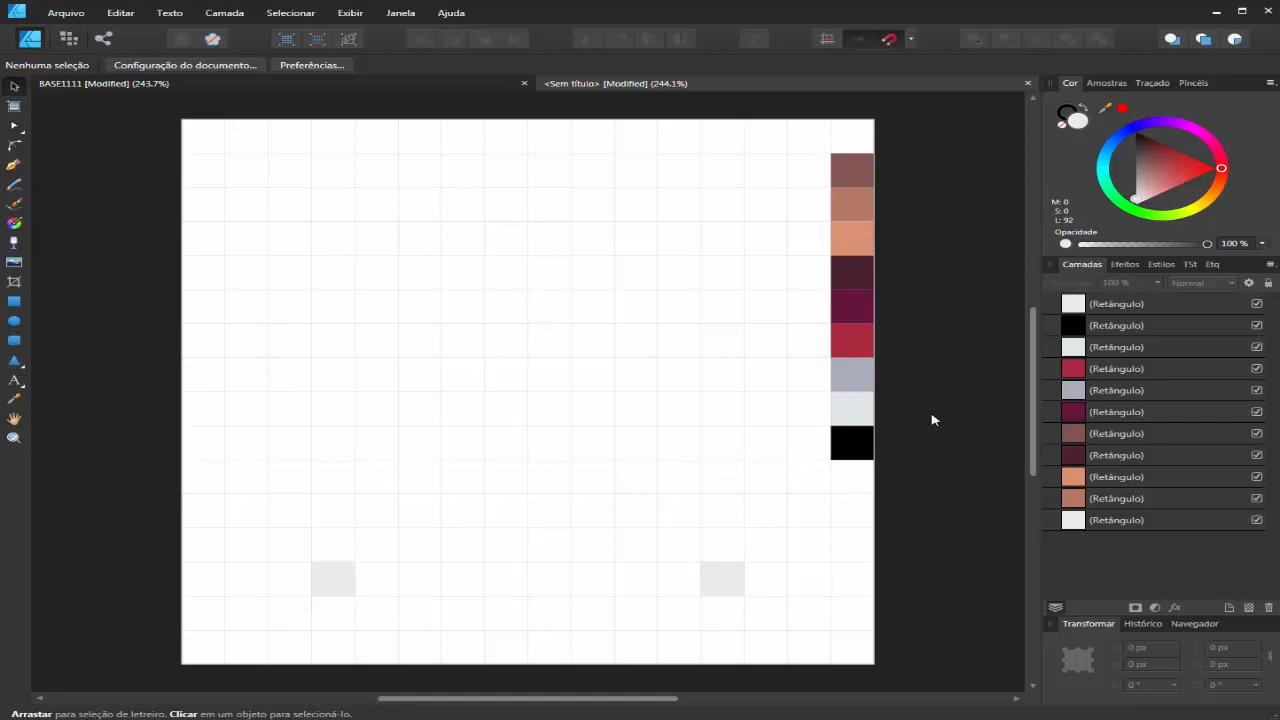 Arquivo Editar Texto Camada Selecionar Exibir Janela Ajuda
Nenhuma seleção Configuração do documento... Preferências...
BASE1111 [Modified] (243.7%) <Sem título> [Modified] (244.1%)
Cor Amostras Traçado Pincéis
M: 0
S: 0
L: 92
Opacidade
100 %
Camadas Efeitos Estilos TSt Etq
100 % Normal
(Retângulo)
(Retângulo)
(Retângulo)
(Retângulo)
(Retângulo)
(Retângulo)
(Retângulo)
(Retângulo)
(Retângulo)
(Retângulo)
(Retângulo)
Transformar Histórico Navegador
0 px 0 px
0 px 0 px
0 ° 0 °
Arrastar para seleção de letreiro. Clicar em um objeto para selecioná-lo.